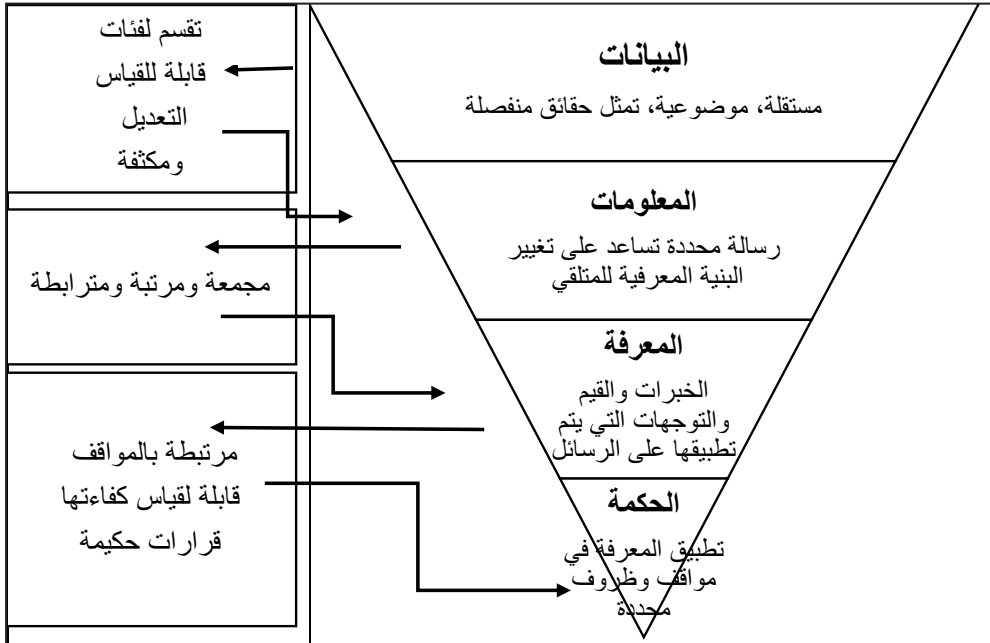 البيانات
مستقلة، موضوعية، تمثل حقائق منفصلة
تقسم لفئات
قابلة للقياس
التعديل
ومكثفة
المعلومات
رسالة محددة تساعد على تغيير
البنية المعرفية للمتلقي
مجمعة ومرتبة ومترابطة
المعرفة
الخبرات والقيم
والتوجهات التي يتم
تطبيقها على الرسائل
مرتبطة بالمواقف
قابلة لقياس كفاءتها
قرارات حكيمة
الحكمة
تطبيق المعرفة في
مواقف وظروف
محددة